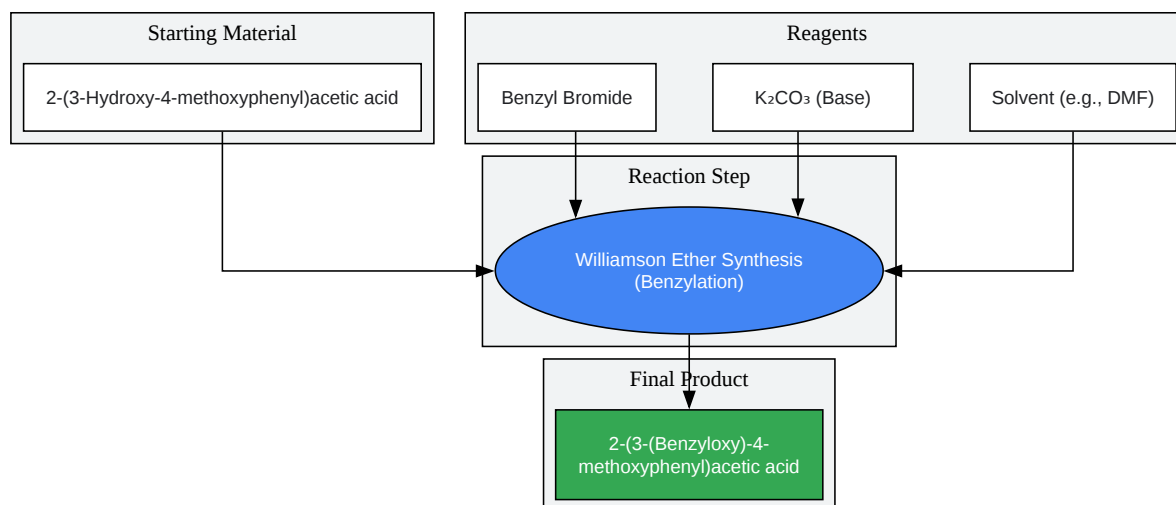 Starting Material
2-(3-Hydroxy-4-methoxyphenyl)acetic acid
Reagents
Benzyl Bromide
K₂CO₃ (Base)
Solvent (e.g., DMF)
Reaction Step
Williamson Ether Synthesis
(Benzylation)
Final Product
2-(3-(Benzyloxy)-4-
methoxyphenyl)acetic acid